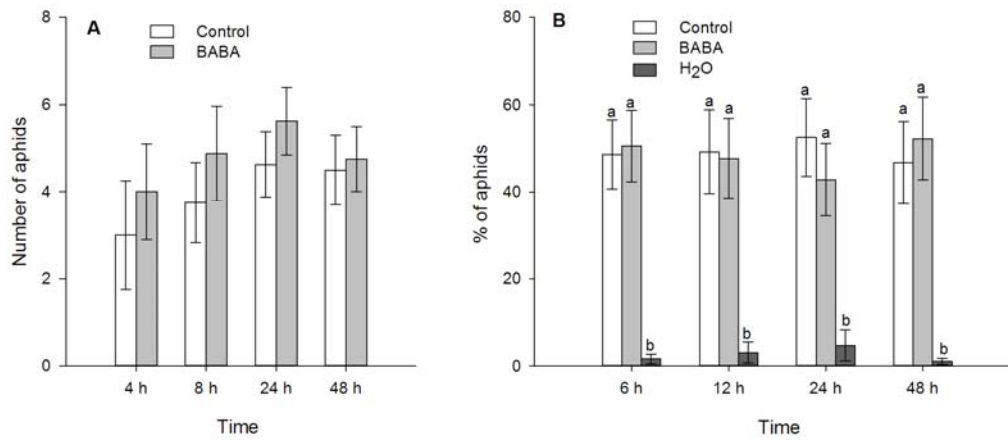 A
Control
BABA
Number of aphids
8
6
4
2
0
4 h
8 h
24 h
48 h
Time
B
Control
BABA
H₂O
% of aphids
80
60
40
20
0
a a a a a a a a
b b b b
6 h
12 h
24 h
48 h
Time